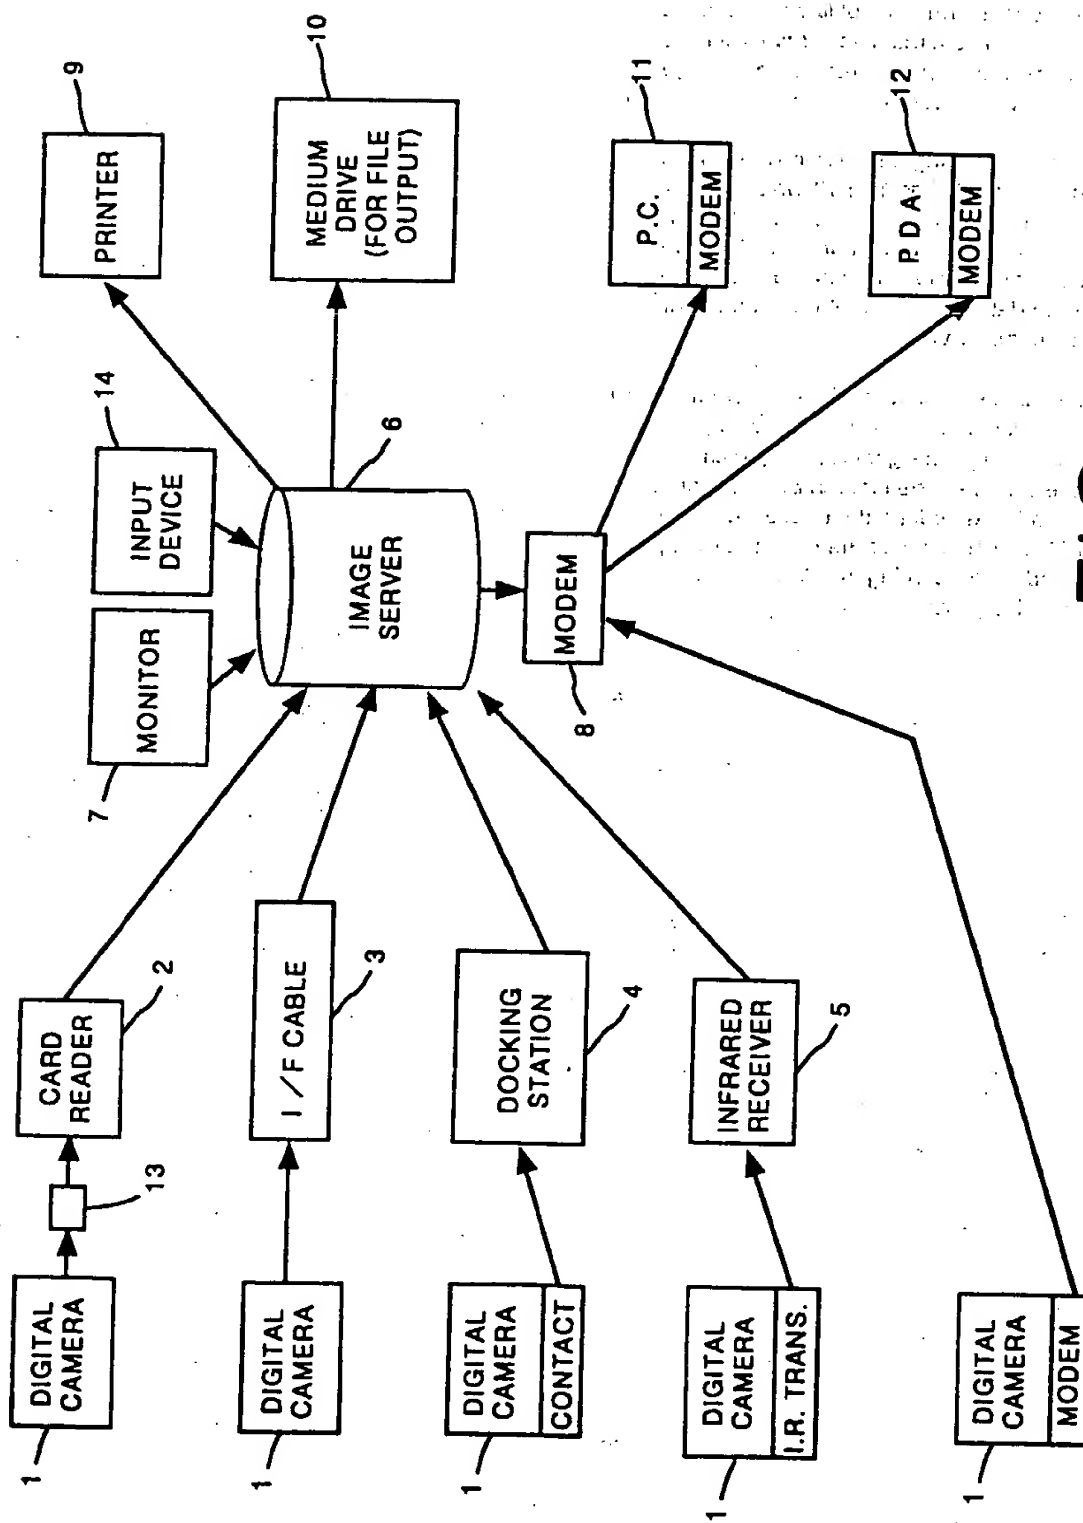 DIGITAL
CAMERA
1
13
CARD
READER
2
DIGITAL
CAMERA
1
I/F CABLE
3
DIGITAL
CAMERA
CONTACT
1
DOCKING
STATION
4
DIGITAL
CAMERA
I.R. TRANS.
1
INFRARED
RECEIVER
5
DIGITAL
CAMERA
MODEM
1
MONITOR
7
INPUT
DEVICE
14
IMAGE
SERVER
6
MODEM
8
PRINTER
9
MEDIUM
DRIVE
(FOR FILE
OUTPUT)
10
P.C.
MODEM
11
PDA
MODEM
12